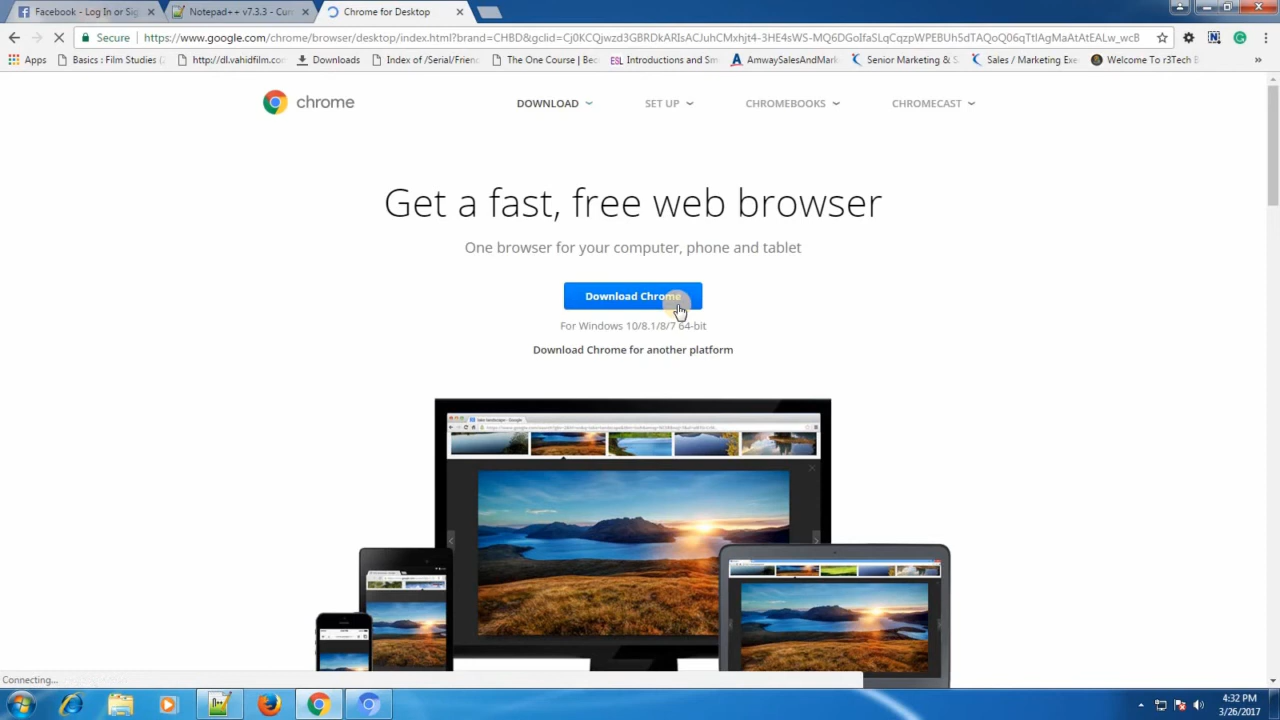 Facebook - Log In or Sig
Notepad++ v7.3.3 - Curr
Chrome for Desktop
Secure
https://www.google.com/chrome/browser/desktop/index.html?brand=CHBD&gclid=Cj0KCQjwzd3GBRDkARIsACJuhCMxhjt4-3HE4sWS-MQ6DGoIfaSLqCqzpWPEBUh5dTAQoQ06qTtlAgMaAtAtEALw_wcB
Apps
Basics : Film Studies (
http://dl.vahidfilm.co
Downloads
Index of /Serial/Frienc
The One Course | Bec
ESL Introductions and Sm
AmwaySalesAndMark
Senior Marketing & S
Sales / Marketing Exe
Welcome To r3Tech B
»
chrome
DOWNLOAD
SET UP
CHROMEBOOKS
CHROMECAST
Get a fast, free web browser
One browser for your computer, phone and tablet
Download Chrome
For Windows 10/8.1/8/7 64-bit
Download Chrome for another platform
Connecting...
4:32 PM
3/26/2017